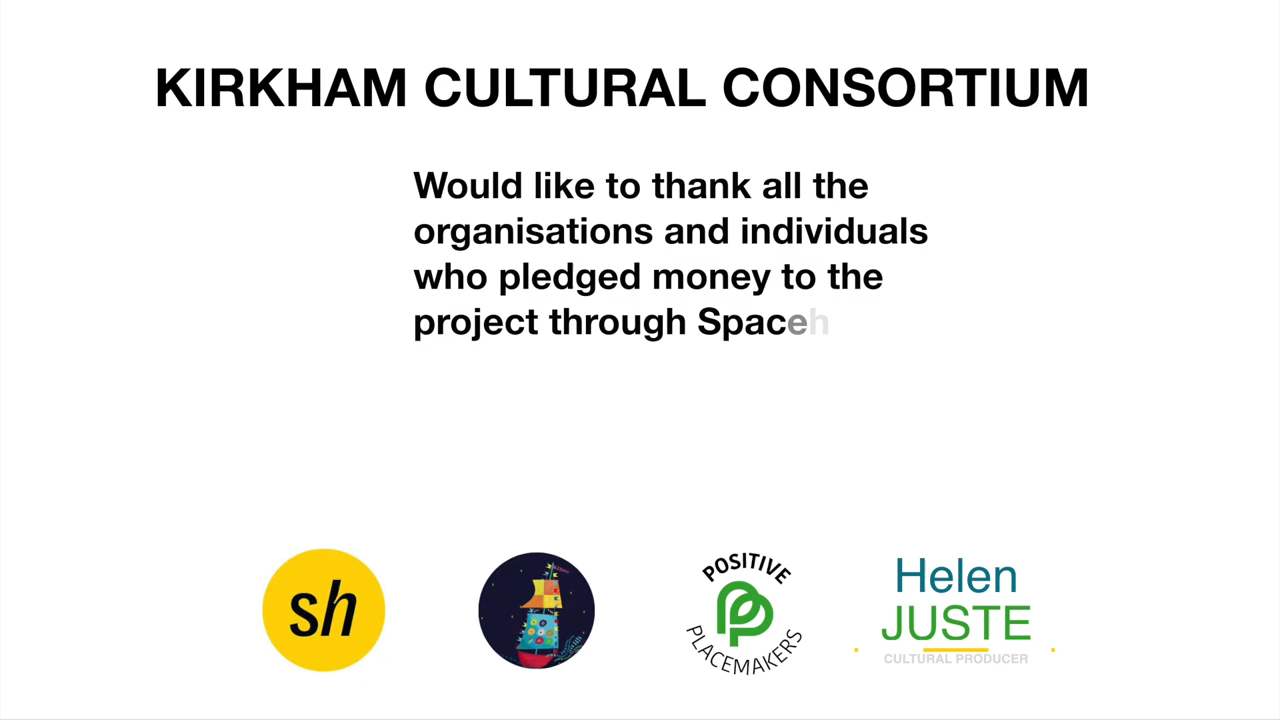 KIRKHAM CULTURAL CONSORTIUM
Would like to thank all the
organisations and individuals
who pledged money to the
project through Spaceh
sh
POSITIVE
PLACEMAKERS
Helen
JUSTE
CULTURAL PRODUCER